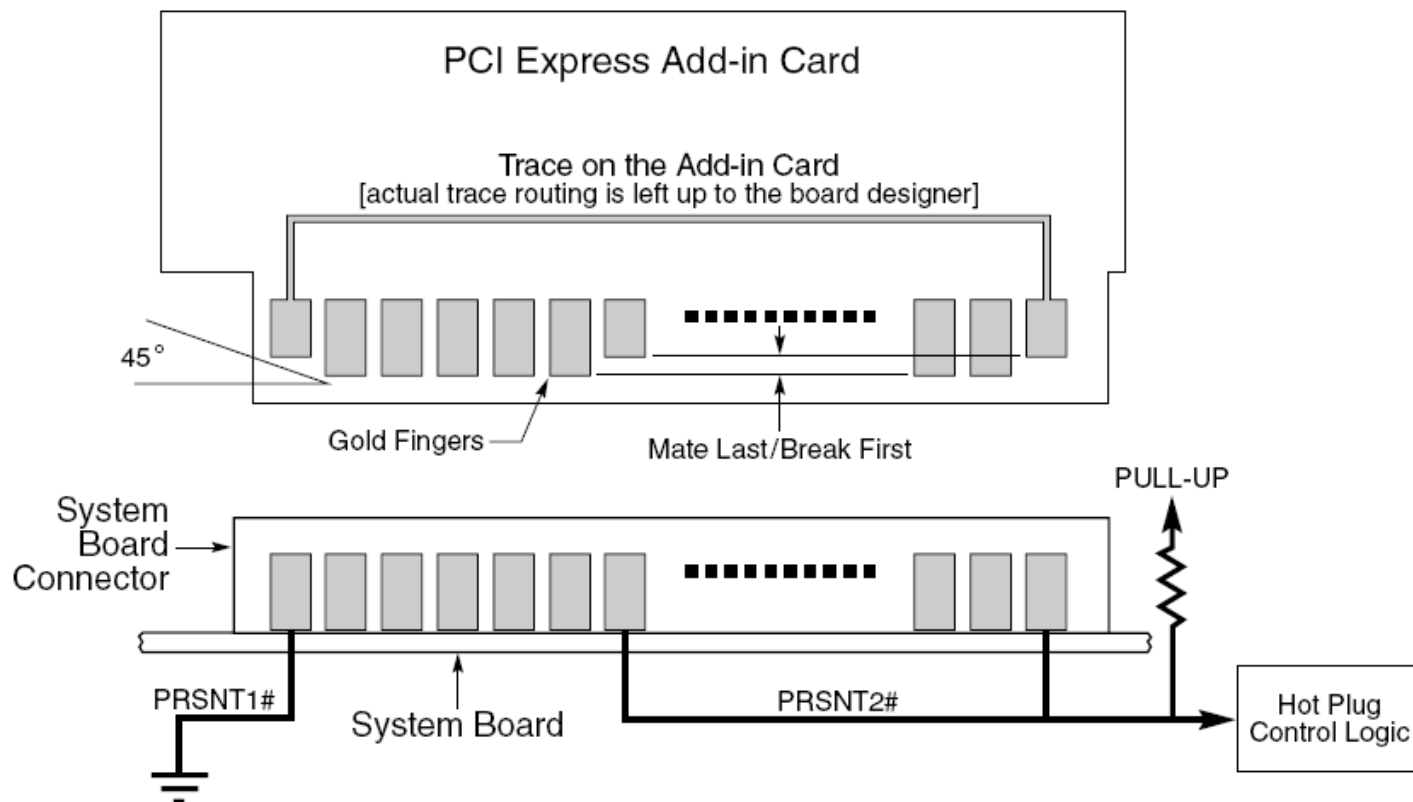 PCI Express Add-in Card
Trace on the Add-in Card
[actual trace routing is left up to the board designer]
45°
Gold Fingers
Mate Last/Break First
PULL-UP
System
Board
Connector
PRSNT1#
System Board
PRSNT2#
Hot Plug
Control Logic